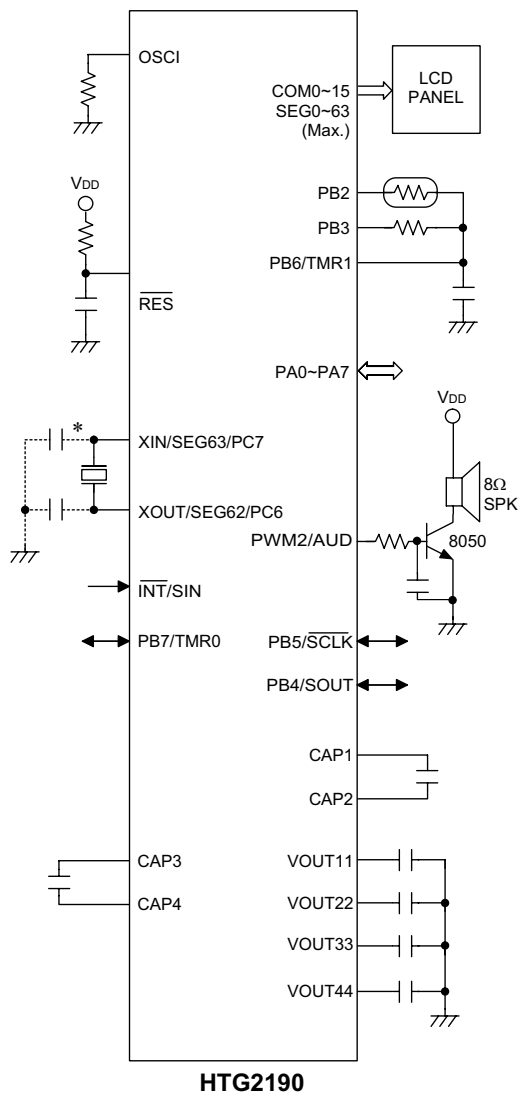 OSCI
COM0~15
SEG0~63
(Max.)
LCD
PANEL
VDD
RES
PB2
PB3
PB6/TMR1
PA0~PA7
*
XIN/SEG63/PC7
XOUT/SEG62/PC6
VDD
8Ω
SPK
PWM2/AUD
8050
INT/SIN
PB7/TMR0
PB5/SCLK
PB4/SOUT
CAP1
CAP2
CAP3
CAP4
VOUT11
VOUT22
VOUT33
VOUT44
HTG2190